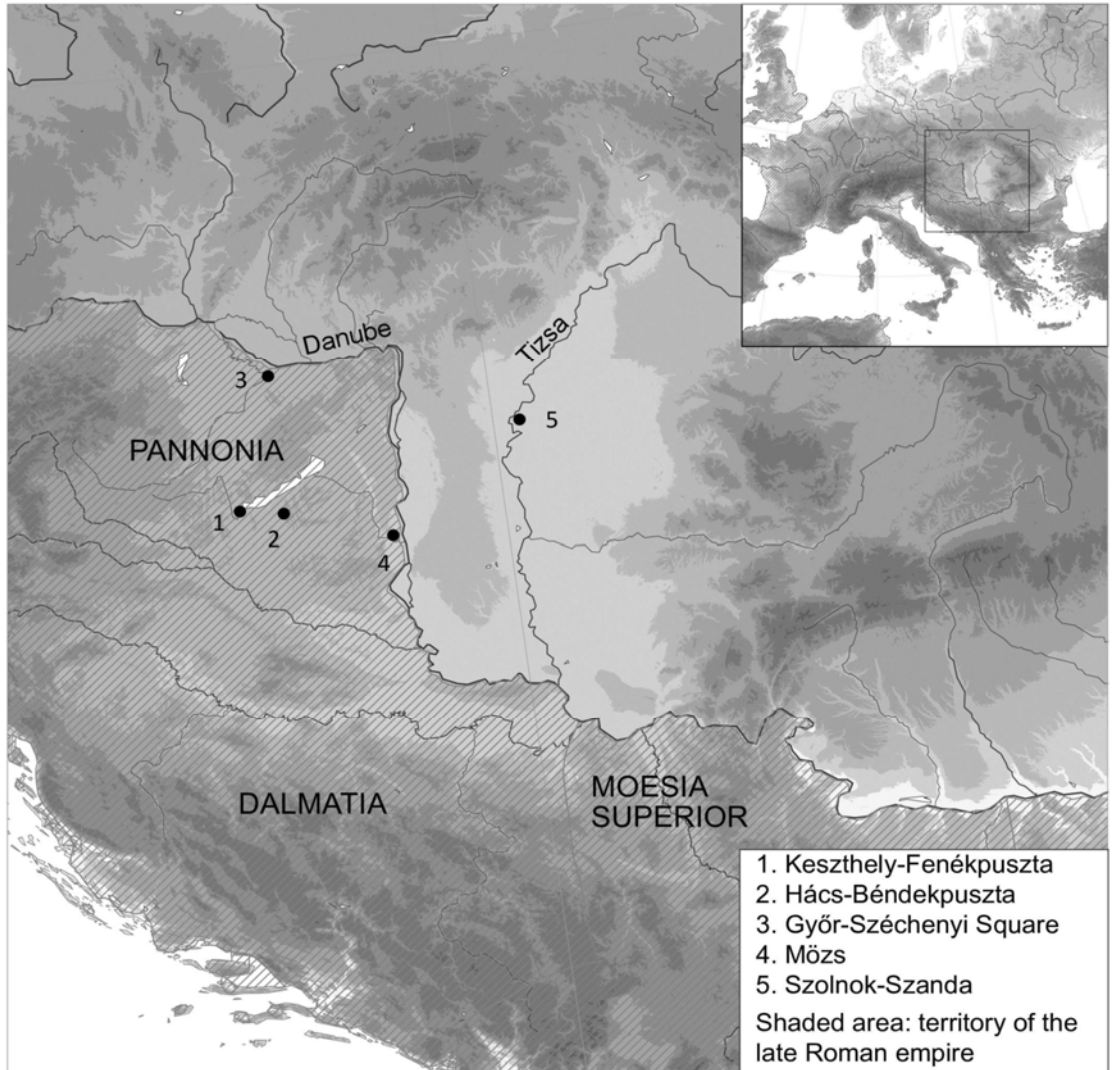 Danube
Tizsa
3
5
PANNONIA
1
2
4
DALMATIA
MOESIA
SUPERIOR
1. Keszthely-Fenékpuszta
2. Hács-Béndekpuszta
3. Győr-Széchenyi Square
4. Mözs
5. Szolnok-Szanda
Shaded area: territory of the
late Roman empire